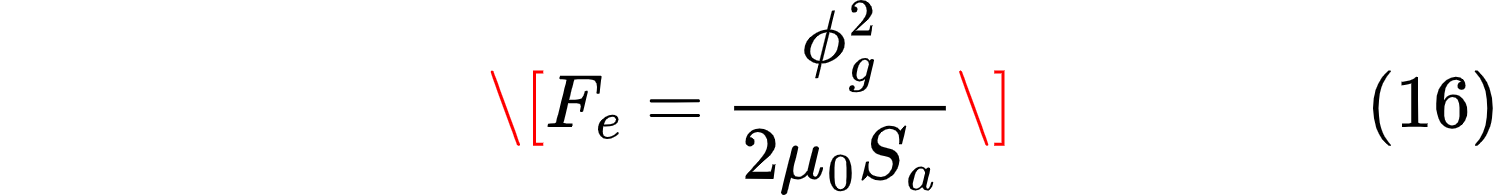 \[F_e = \frac{\phi_g^2}{2\mu_0 S_a}\] (16)